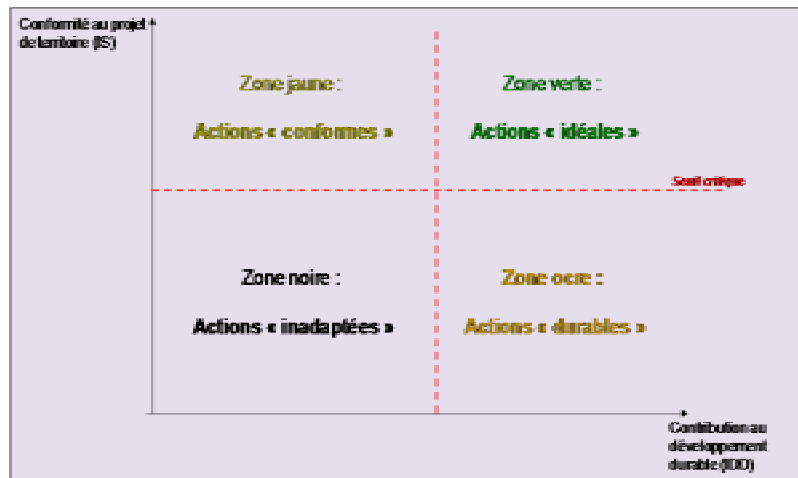 Conformité au projet
de territoire (IS)
Zone jaune :
Zone verte :
Actions « conformes »
Actions « idéales »
Seuil critique
Zone noire :
Zone ocre :
Actions « inadaptées »
Actions « durables »
Contribution au
développement
durable (IDD)